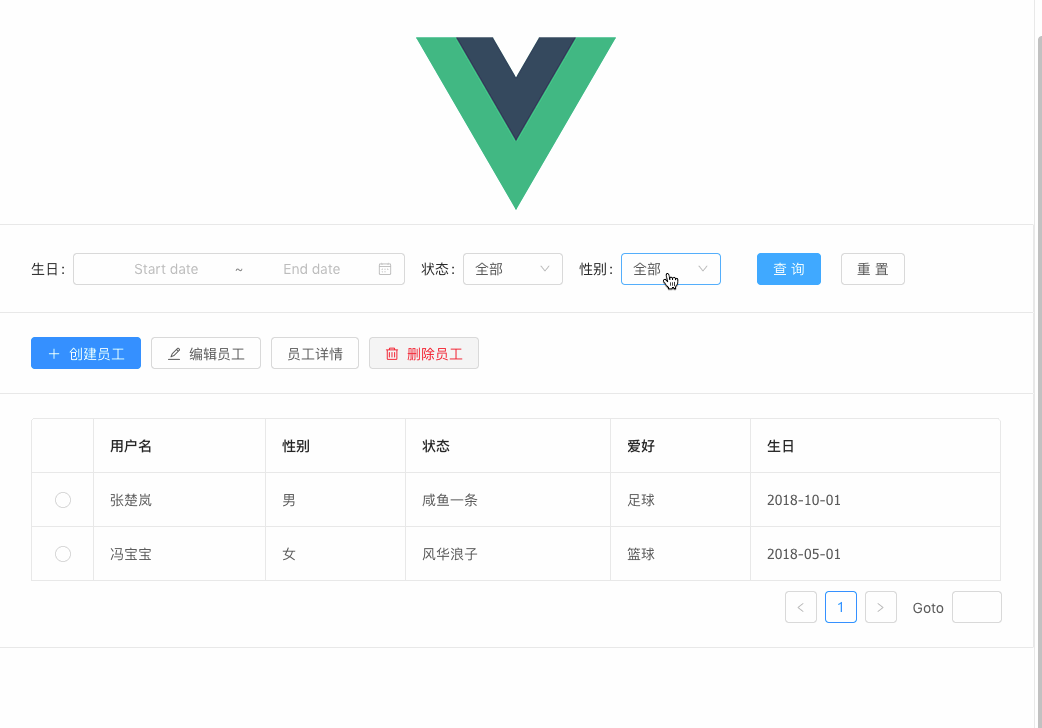 生日： Start date ~ End date 状态： 全部 性别： 全部 查 询 重 置
创建员工 编辑员工 员工详情 删除员工
用户名 性别 状态 爱好 生日
张楚岚 男 咸鱼一条 足球 2018-10-01
冯宝宝 女 风华浪子 篮球 2018-05-01
< 1 > Goto